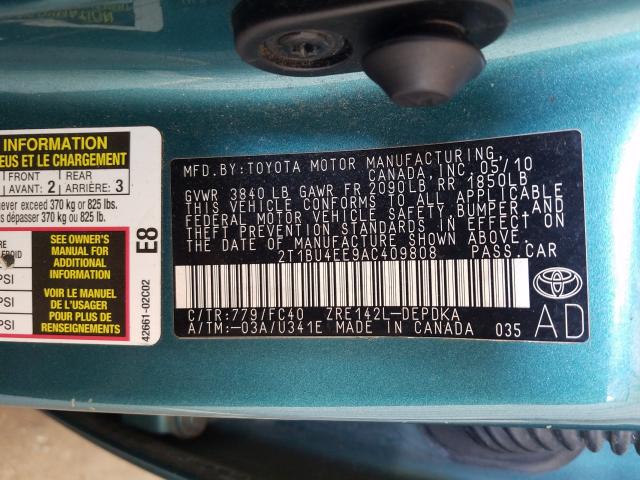 INFORMATION
EUS ET LE CHARGEMENT
FRONT
AVANT: 2
REAR
ARRIÈRE: 3
never exceed 370 kg or 825 lbs.
dépasser 370 kg ou 825 lb.
SEE OWNER'S
MANUAL FOR
ADDITIONAL
INFORMATION
VOIR LE MANUEL
DE L'USAGER
POUR PLUS DE
RENSEIGNEMENTS
PSI
PSI
PSI
E8
42661-02C02
MFD. BY: TOYOTA MOTOR MANUFACTURING
CANADA, INC. 05/10
GVWR 3840 LB GAWR FR 2090LB RR 1850LB
THIS VEHICLE CONFORMS TO ALL APPLICABLE
FEDERAL MOTOR VEHICLE SAFETY, BUMPER, AND
THEFT PREVENTION STANDARDS IN EFFECT ON
THE DATE OF MANUFACTURE SHOWN ABOVE.
2T1BU4EE9AC409808 PASS. CAR
C/TR: 779/FC40 ZRE142L-DEPDKA
A/TM: -03A/U341E MADE IN CANADA 035
AD